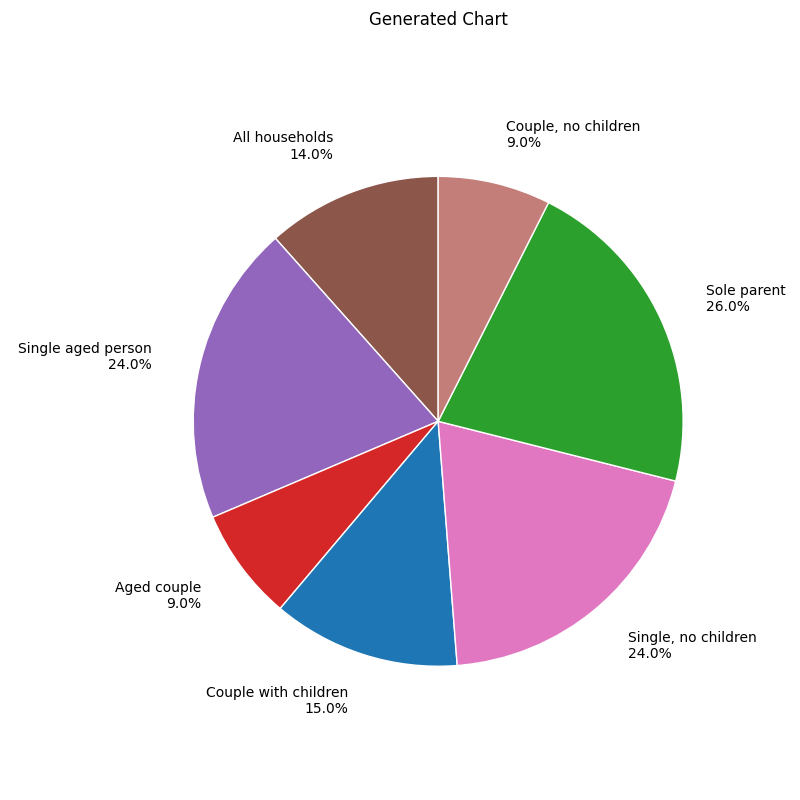 Generated Chart
Couple, no children
9.0%
All households
14.0%
Sole parent
26.0%
Single aged person
24.0%
Aged couple
9.0%
Single, no children
24.0%
Couple with children
15.0%